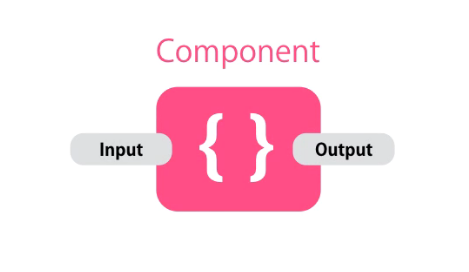 Component
Input
{ }
Output